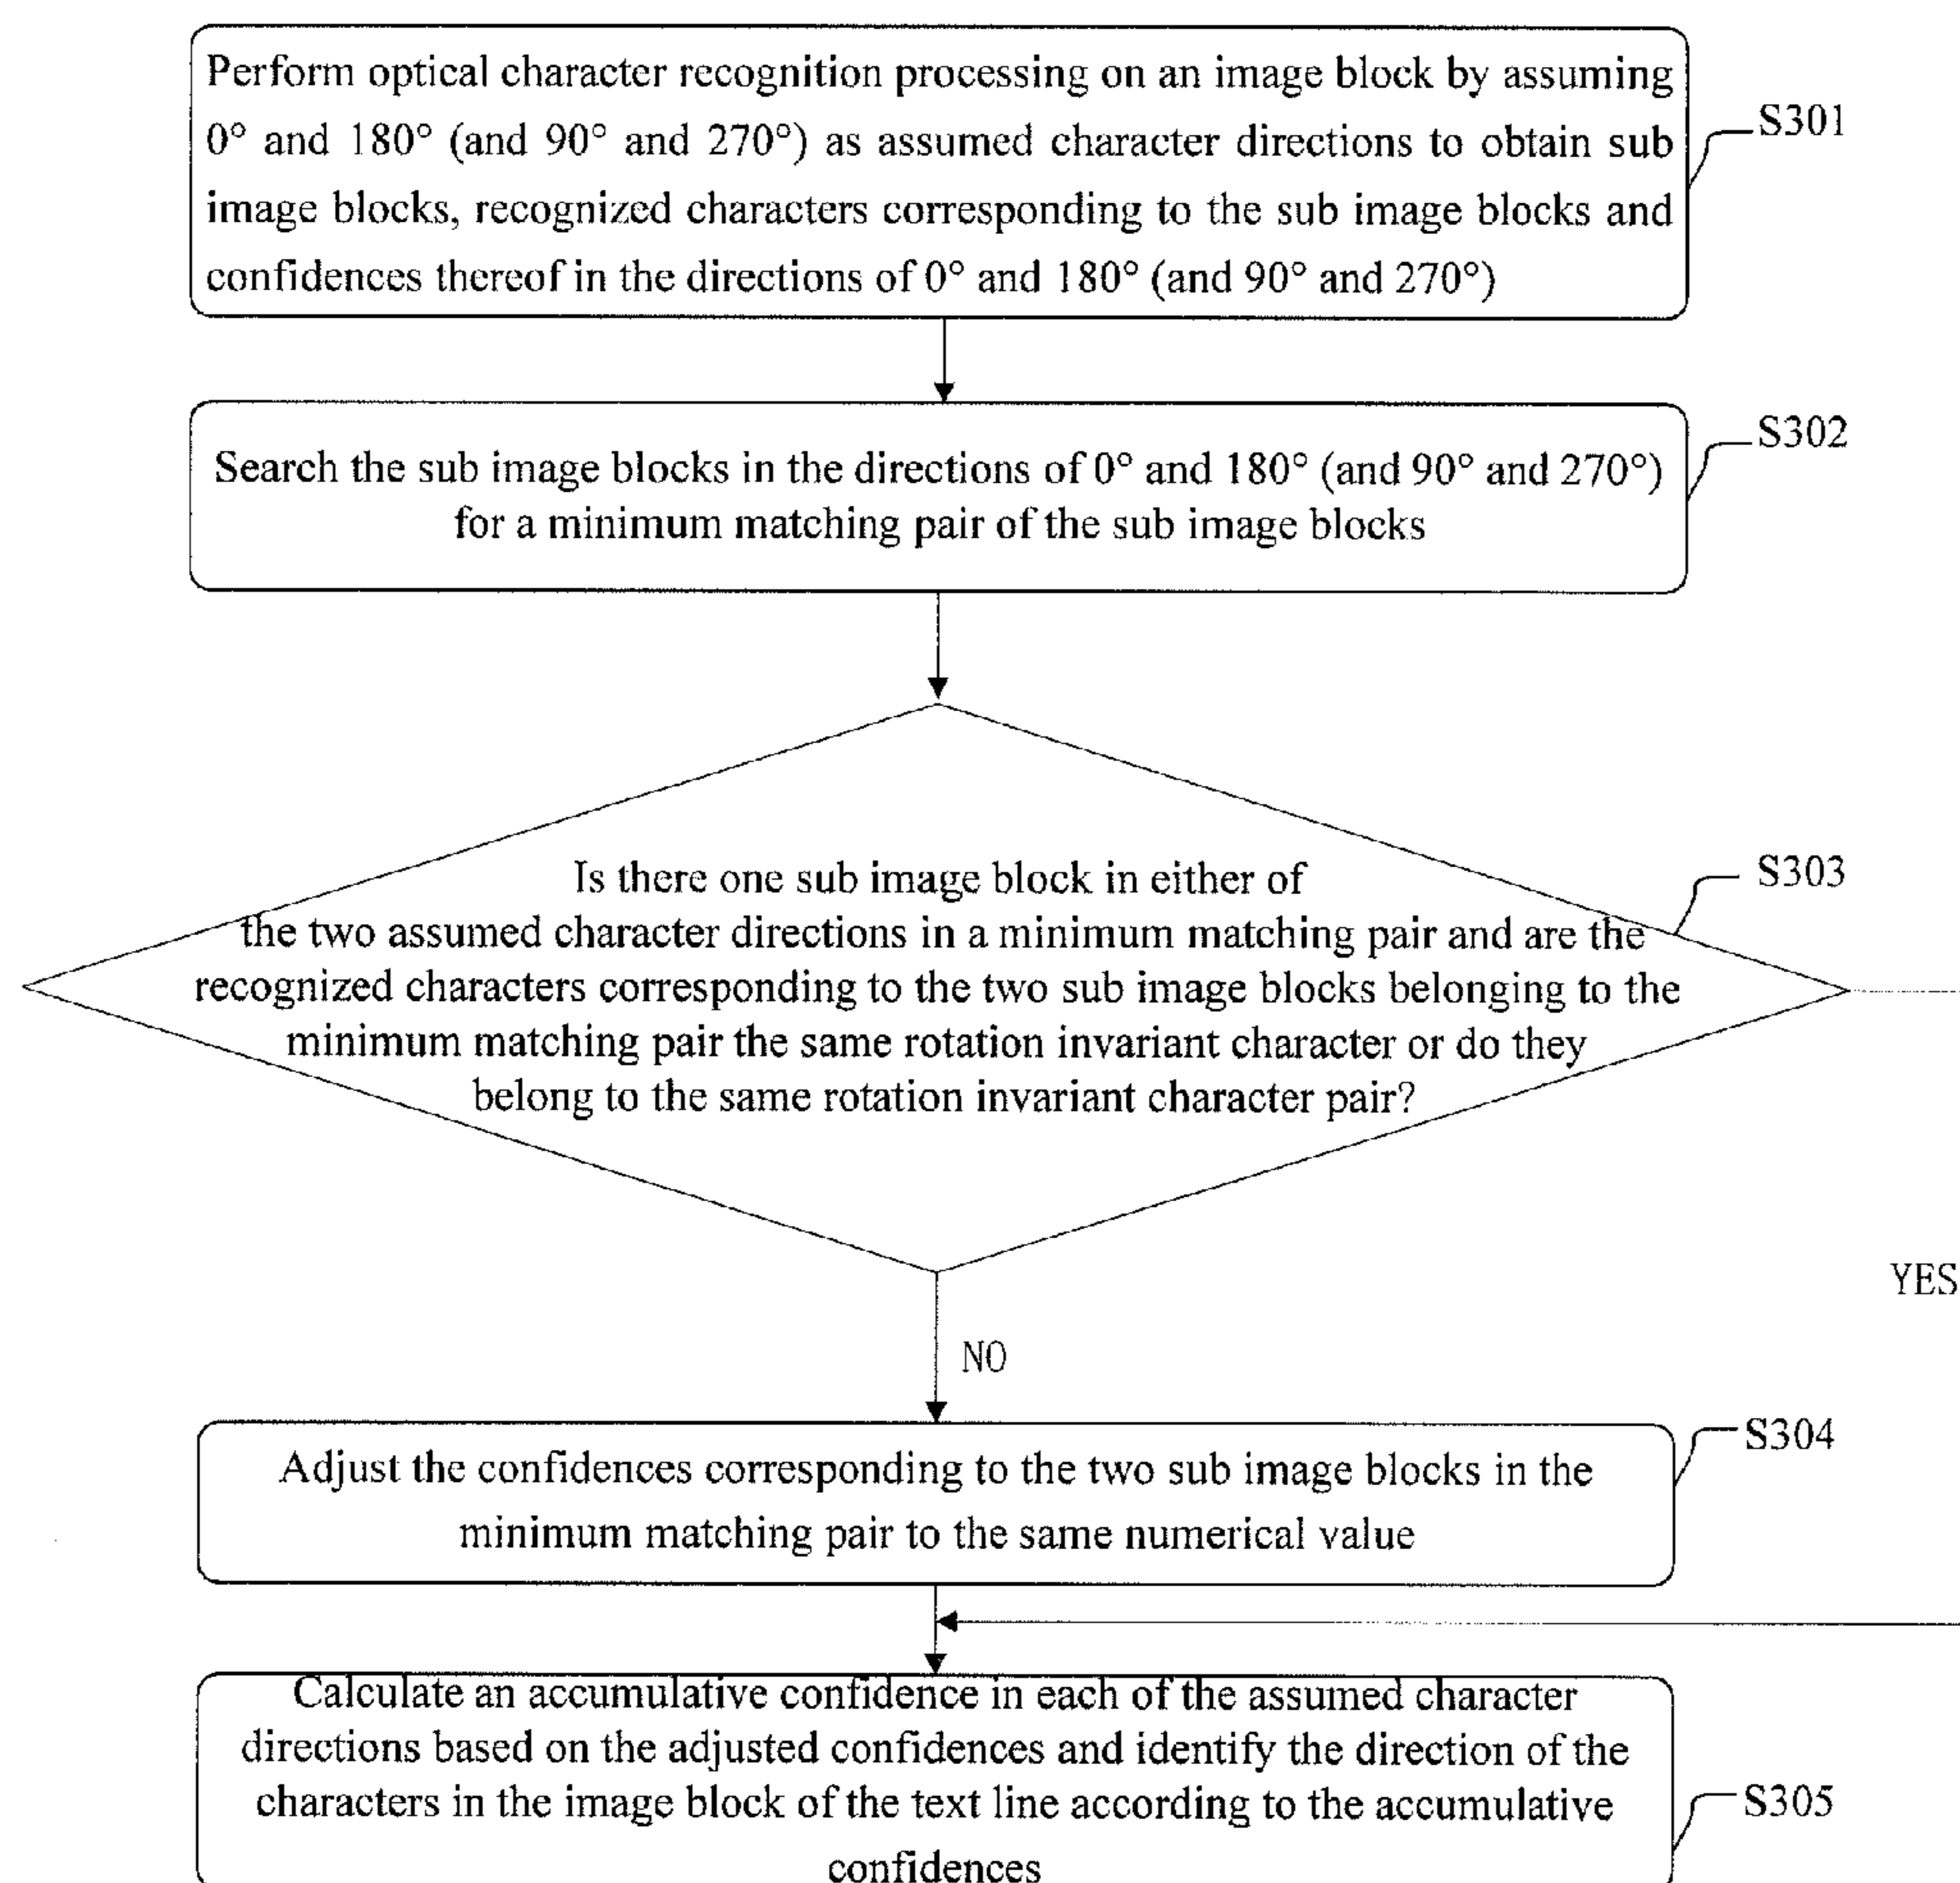 Perform optical character recognition processing on an image block by assuming
0° and 180° (and 90° and 270°) as assumed character directions to obtain sub
image blocks, recognized characters corresponding to the sub image blocks and
confidences thereof in the directions of 0° and 180° (and 90° and 270°)
S301
Search the sub image blocks in the directions of 0° and 180° (and 90° and 270°)
for a minimum matching pair of the sub image blocks
S302
Is there one sub image block in either of
the two assumed character directions in a minimum matching pair and are the
recognized characters corresponding to the two sub image blocks belonging to the
minimum matching pair the same rotation invariant character or do they
belong to the same rotation invariant character pair?
S303
YES
NO
Adjust the confidences corresponding to the two sub image blocks in the
minimum matching pair to the same numerical value
S304
Calculate an accumulative confidence in each of the assumed character
directions based on the adjusted confidences and identify the direction of the
characters in the image block of the text line according to the accumulative
confidences
S305